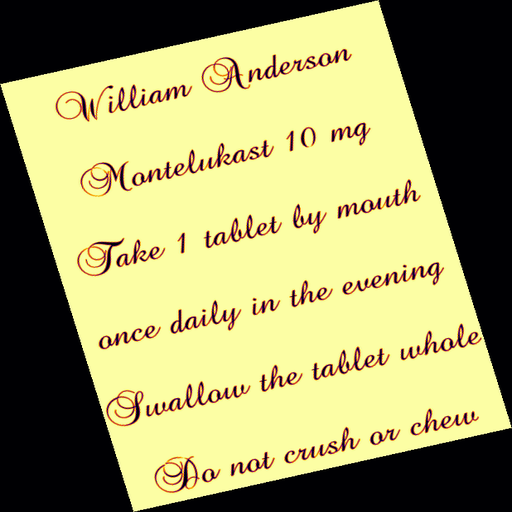 William Anderson
Montelukast 10 mg
Take 1 tablet by mouth
once daily in the evening
Swallow the tablet whole
Do not crush or chew